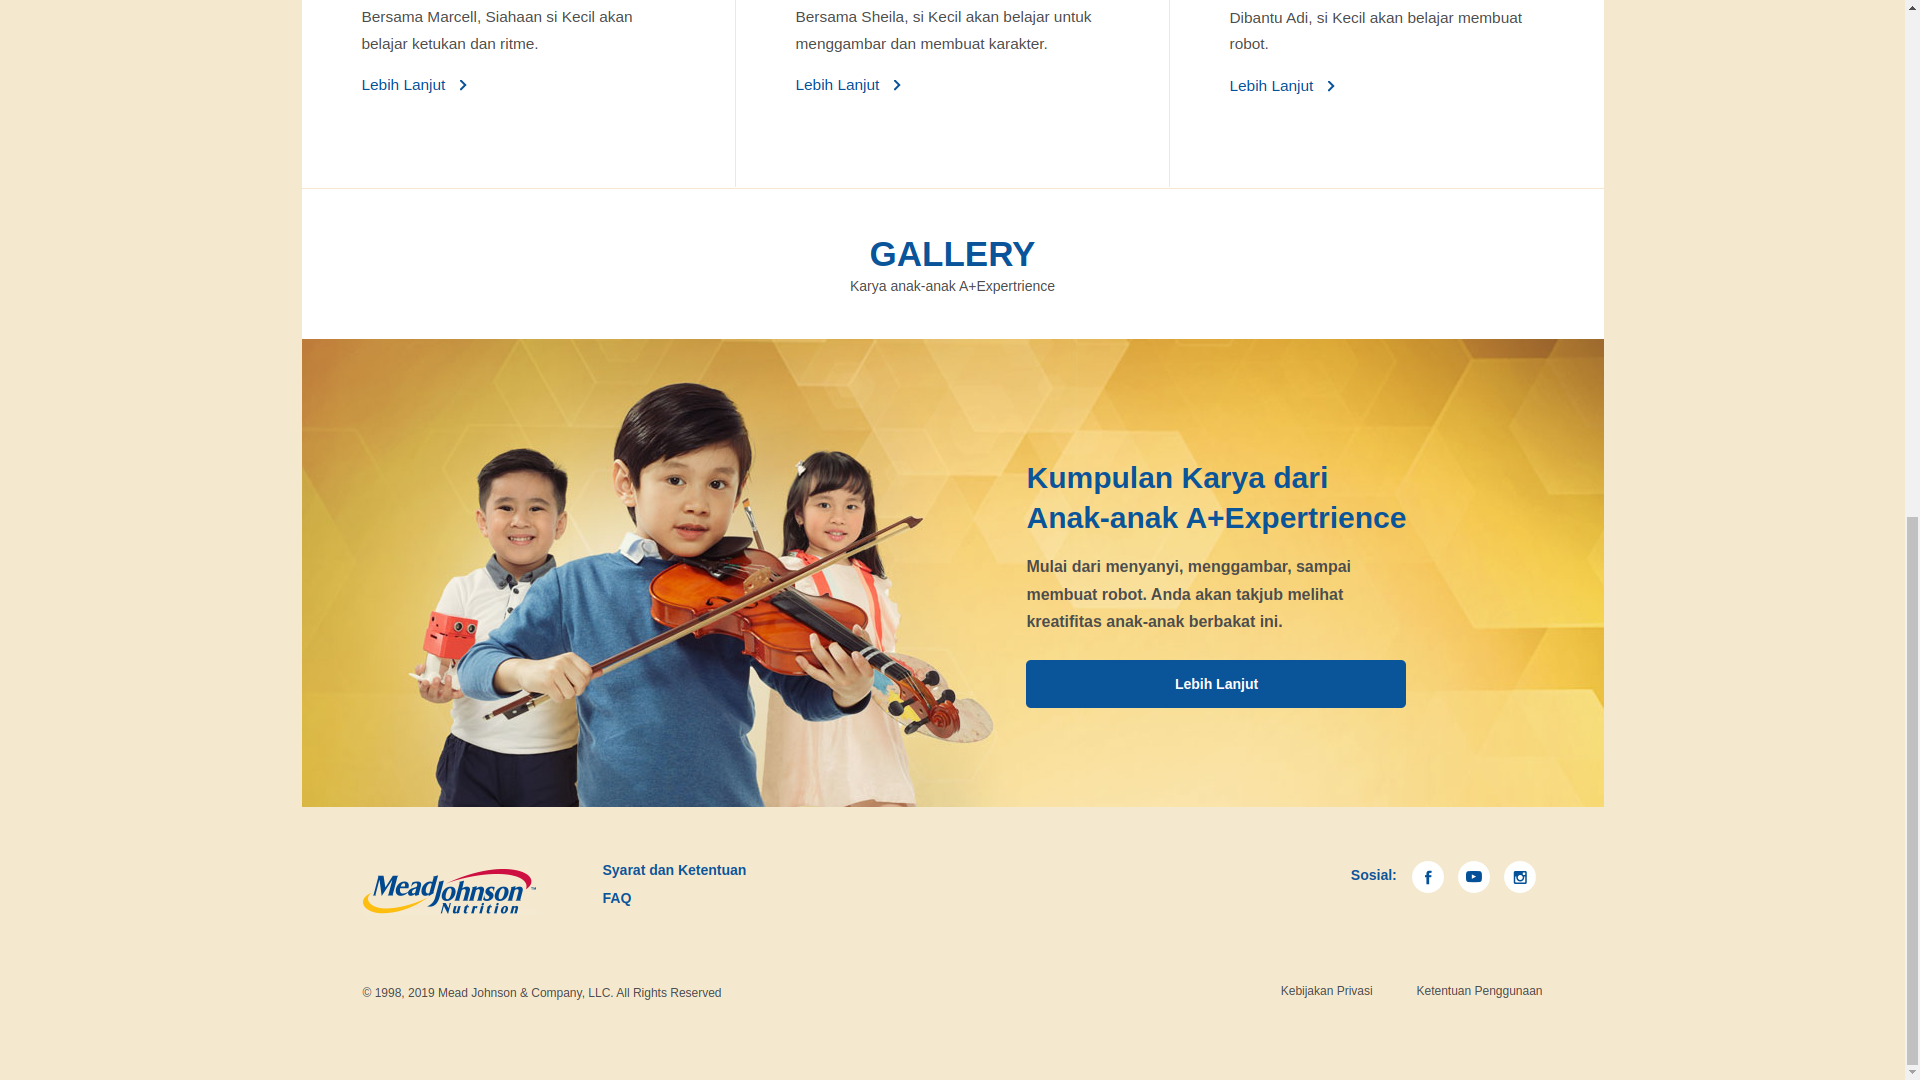 Bersama Marcell, Siahaan si Kecil akan
belajar ketukan dan ritme.
Lebih Lanjut
Bersama Sheila, si Kecil akan belajar untuk
menggambar dan membuat karakter.
Lebih Lanjut
Dibantu Adi, si Kecil akan belajar membuat
robot.
Lebih Lanjut
GALLERY
Karya anak-anak A+Expertrience
Kumpulan Karya dari
Anak-anak A+Expertrience
Mulai dari menyanyi, menggambar, sampai
membuat robot. Anda akan takjub melihat
kreatifitas anak-anak berbakat ini.
Lebih Lanjut
MeadJohnson™
Nutrition
Syarat dan Ketentuan
FAQ
Sosial:
© 1998, 2019 Mead Johnson & Company, LLC. All Rights Reserved
Kebijakan Privasi
Ketentuan Penggunaan